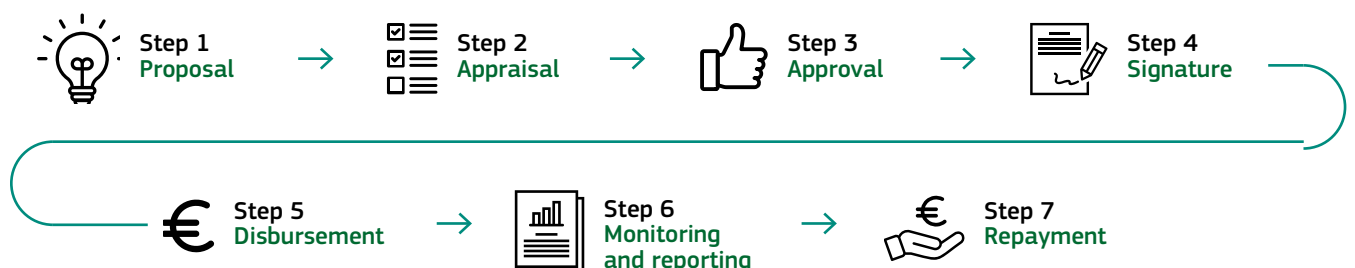 Step 1
Proposal
Step 2
Appraisal
Step 3
Approval
Step 4
Signature
€
Step 5
Disbursement
Step 6
Monitoring
and reporting
€
Step 7
Repayment